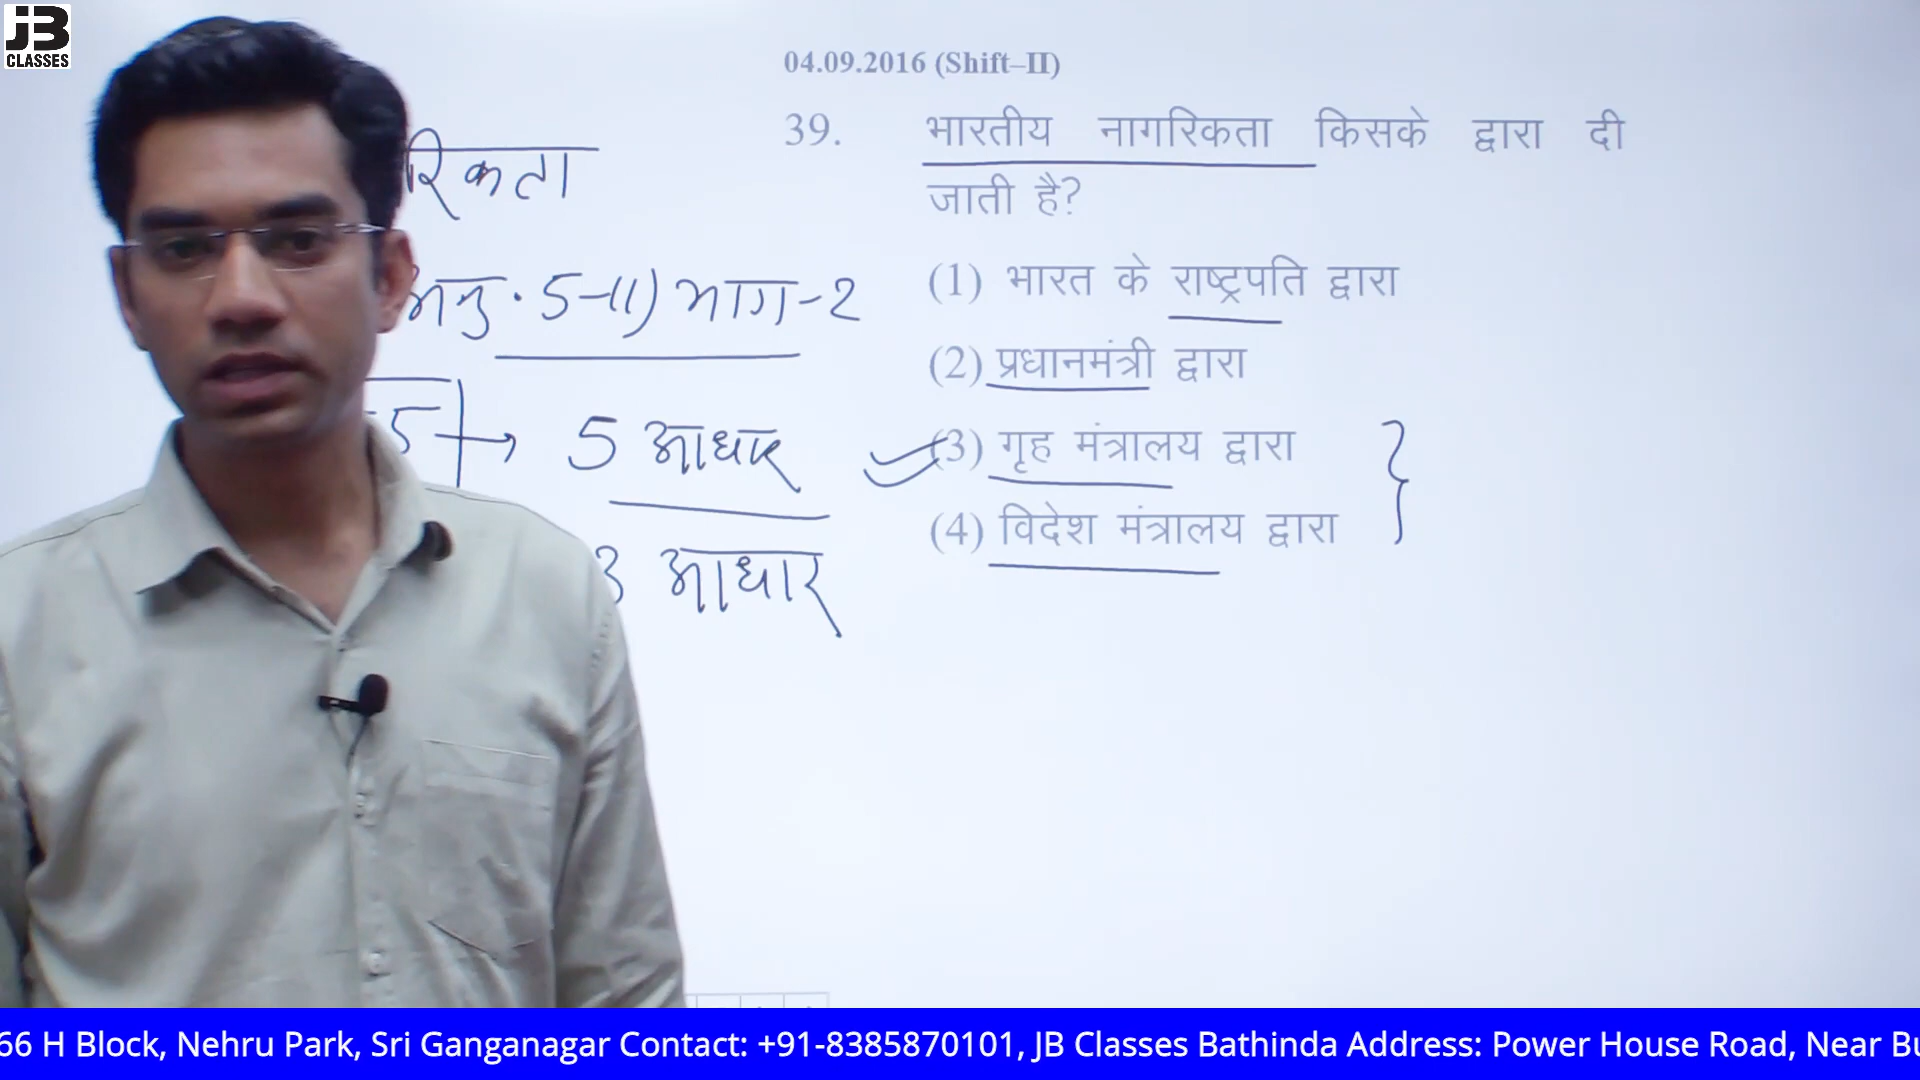 JB
CLASSES
04.09.2016 (Shift–II)
39. भारतीय नागरिकता किसके द्वारा दी
जाती है?
(1) भारत के राष्ट्रपति द्वारा
(2) प्रधानमंत्री द्वारा
(3) गृह मंत्रालय द्वारा
(4) विदेश मंत्रालय द्वारा
रिकता
अनु. 5-11) भाग-2
5 → 5 आधार
3 आधार
66 H Block, Nehru Park, Sri Ganganagar Contact: +91-8385870101, JB Classes Bathinda Address: Power House Road, Near Bu